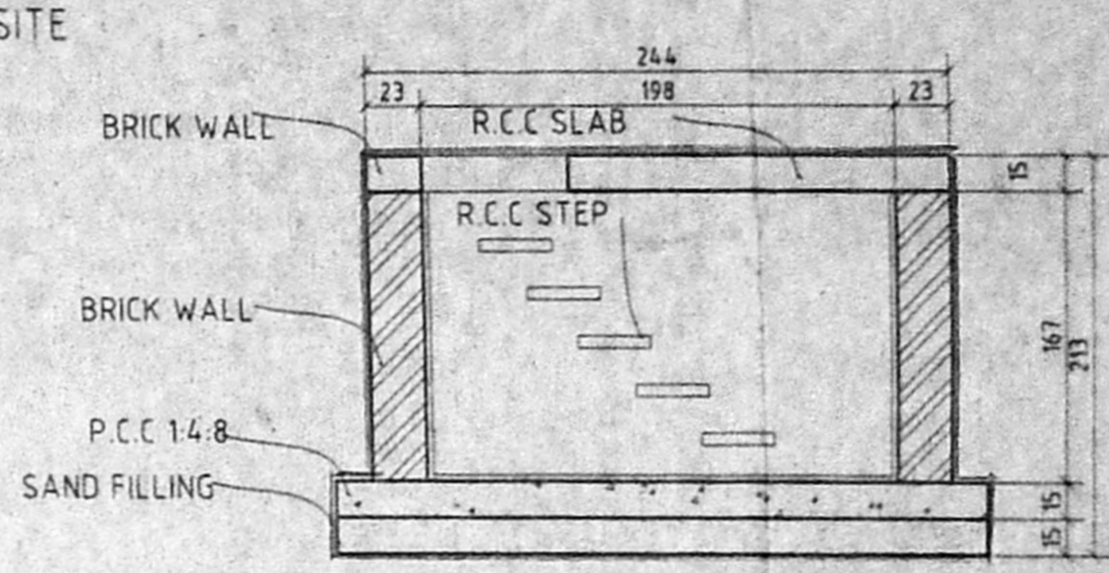 SITE
244
23 198 23
BRICK WALL
R.C.C SLAB
15
R.C.C STEP
BRICK WALL
167
213
P.C.C 1:4:8
SAND FILLING
15
15